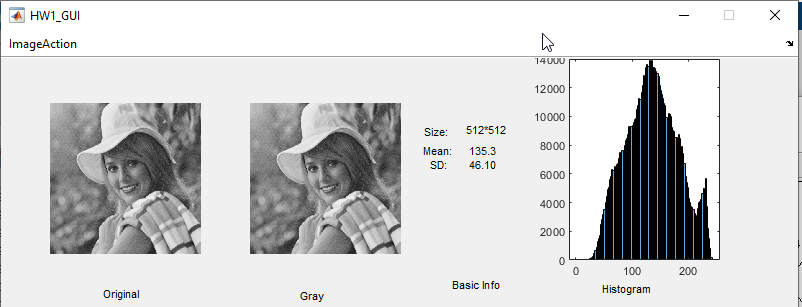 HW1_GUI
ImageAction
Size: 512*512
Mean: 135.3
SD: 46.10
14000
12000
10000
8000
6000
4000
2000
0
0 100 200
Original
Gray
Basic Info
Histogram